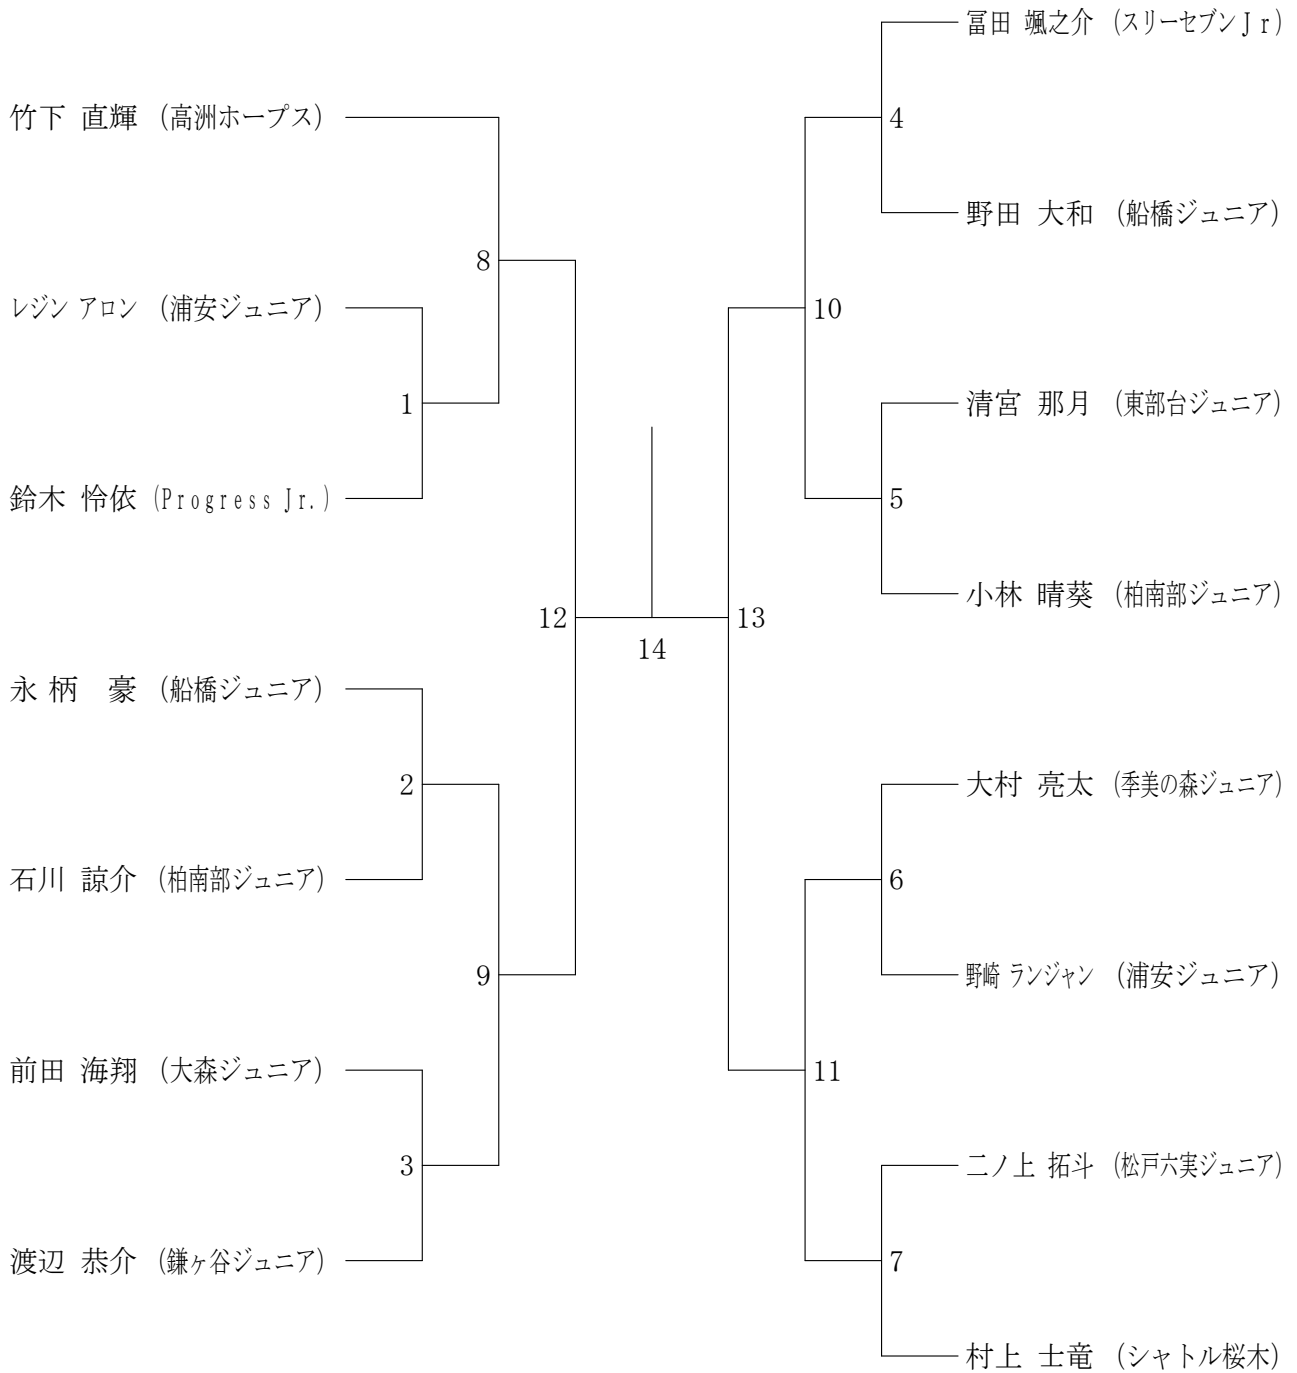 竹下 直輝 (高洲ホープス)
8
レジン アロン (浦安ジュニア)
1
鈴木 怜依 (Progress Jr.)
12
永柄 豪 (船橋ジュニア)
2
石川 諒介 (柏南部ジュニア)
9
前田 海翔 (大森ジュニア)
3
渡辺 恭介 (鎌ヶ谷ジュニア)
14
冨田 颯之介 (スリーセブンJr)
4
野田 大和 (船橋ジュニア)
10
清宮 那月 (東部台ジュニア)
5
小林 晴葵 (柏南部ジュニア)
13
大村 亮太 (季美の森ジュニア)
6
野崎 ランジャン (浦安ジュニア)
11
二ノ上 拓斗 (松戸六実ジュニア)
7
村上 士竜 (シャトル桜木)